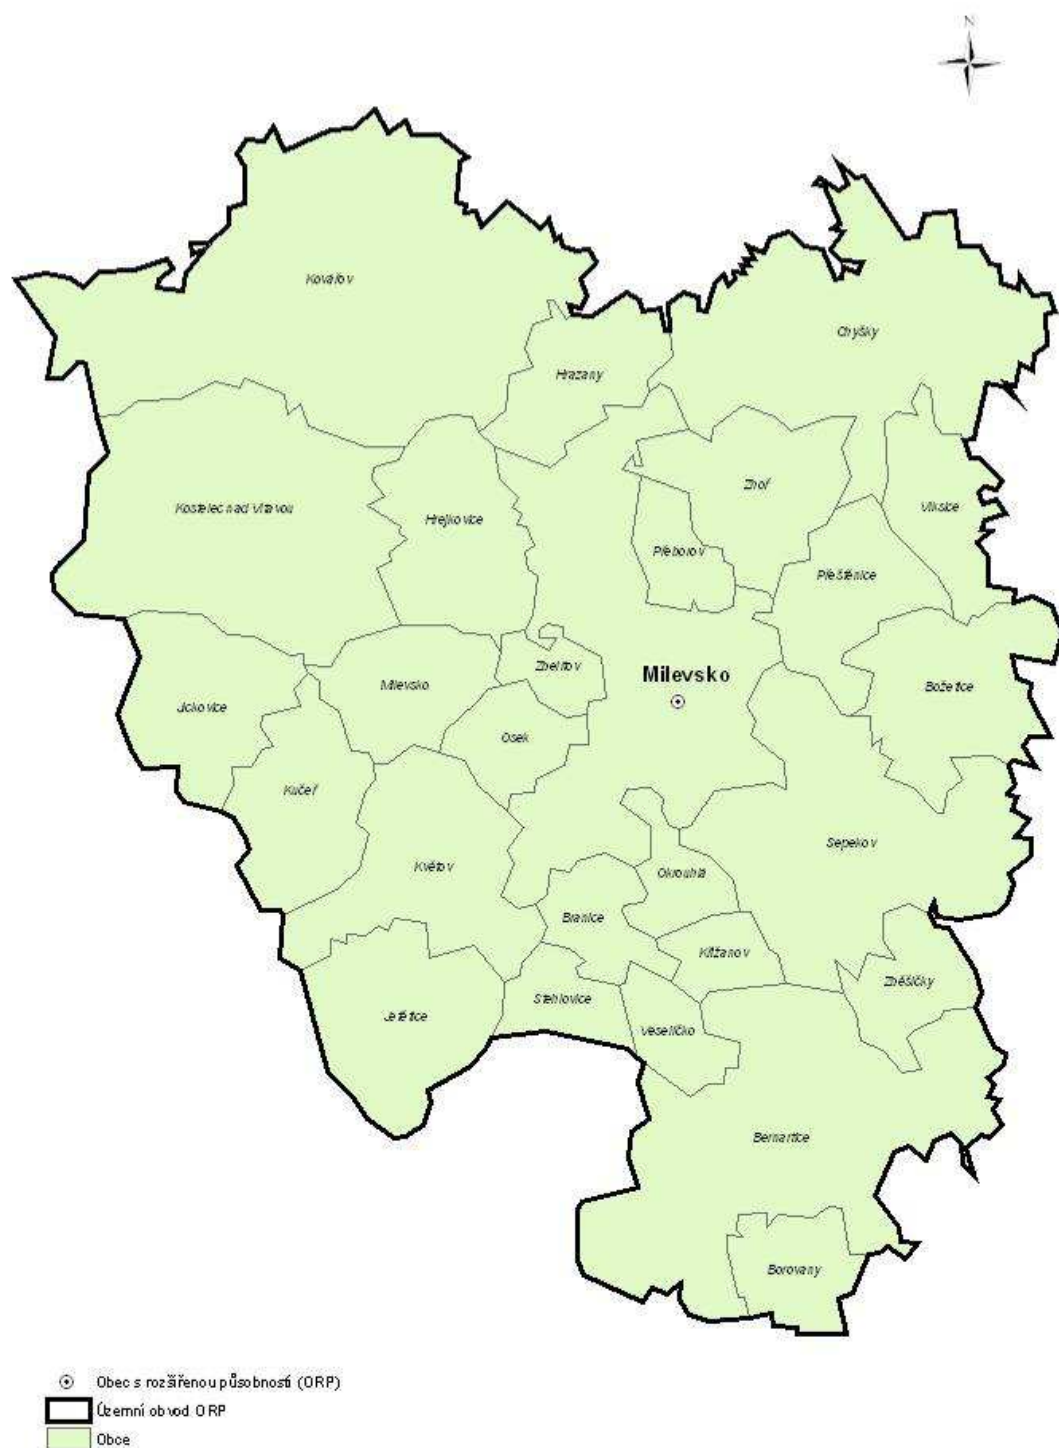 N
Kovářov
Chyšky
Hrazany
Zhoř
Kostelec nad Vltavou
Vlksice
Hrejkovice
Přeborov
Přeštěnice
Zbelítov
Milevsko
Milevsko
Božetice
Jickovice
Osek
Kučeř
Sepekov
Květov
Okrouhlá
Branice
Křižanov
Zběšičky
Stehlovice
Jetětice
Veselíčko
Bernartice
Borovany
Obec s rozšířenou působností (ORP)
Územní obvod ORP
Obce